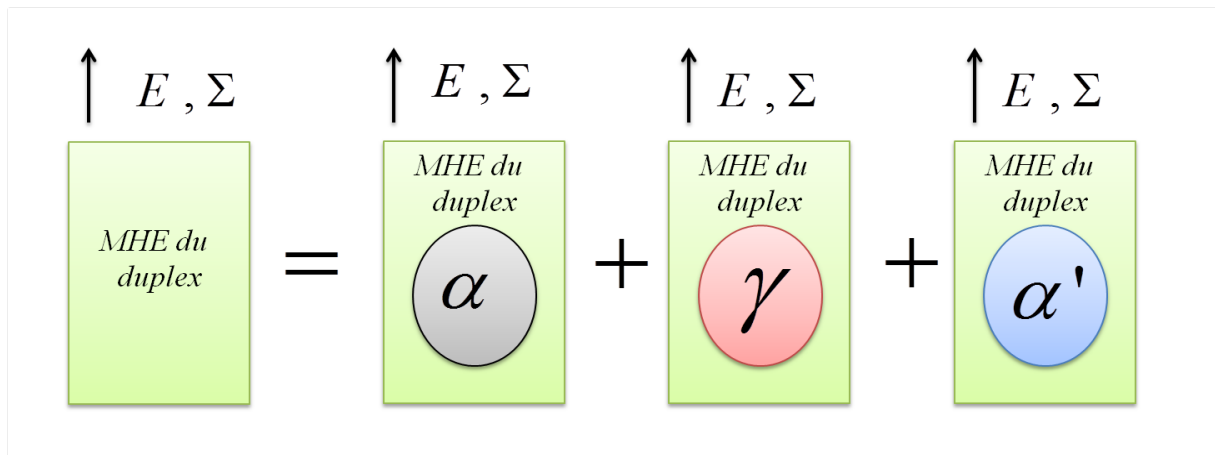 E , Σ
MHE du
duplex
=
E , Σ
MHE du
duplex
α
+
E , Σ
MHE du
duplex
γ
+
E , Σ
MHE du
duplex
α'